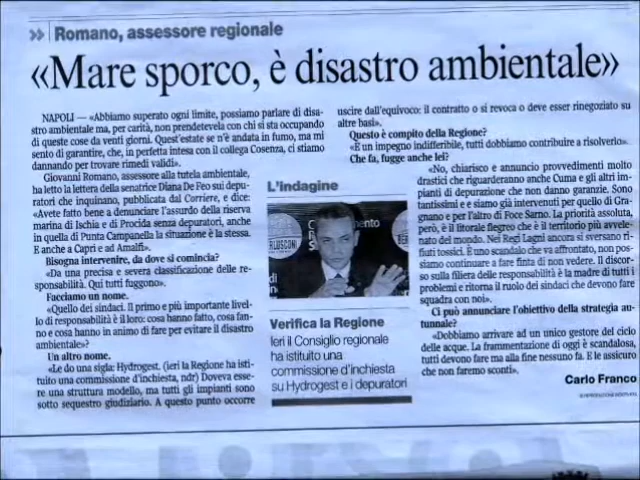 » Romano, assessore regionale
«Mare sporco, è disastro ambientale»
NAPOLI — «Abbiamo superato ogni limite, possiamo parlare di disa-
stro ambientale ma, per carità, non prendetevela con chi si sta occupando
di queste cose da venti giorni. Quest'estate se n'è andata in fumo, ma mi
sento di garantire, che, in perfetta intesa con il collega Cosenza, ci stiamo
dannando per trovare rimedi validi».
Giovanni Romano, assessore alla tutela ambientale,
ha letto la lettera della senatrice Diana De Feo sui depu-
ratori che inquinano, pubblicata dal Corriere, e dice:
«Avete fatto bene a denunciare l'assurdo della riserva
marina di Ischia e di Procida senza depuratori, anche
in quella di Punta Campanella la situazione è la stessa.
E anche a Capri e ad Amalfi».
Bisogna intervenire, da dove si comincia?
«Da una precisa e severa classificazione delle re-
sponsabilità. Qui tutti fuggono».
Facciamo un nome.
«Quello dei sindaci. Il primo e più importante livel-
lo di responsabilità è il loro: cosa hanno fatto, cosa fan-
no e cosa hanno in animo di fare per evitare il disastro
ambientale?»
Un altro nome.
«Le do una sigla: Hydrogest. (ieri la Regione ha isti-
tuito una commissione d'inchiesta, ndr) Doveva esse-
re una struttura modello, ma tutti gli impianti sono
sotto sequestro giudiziario. A questo punto occorre
L'indagine
Verifica la Regione
Ieri il Consiglio regionale
ha istituito una
commissione d'inchiesta
su Hydrogest e i depuratori
uscire dall'equivoco: il contratto o si revoca o deve esser rinegoziato su
altre basi».
Questo è compito della Regione?
«È un impegno indifferibile, tutti dobbiamo contribuire a risolverlo».
Che fa, fugge anche lei?
«No, chiarisco e annuncio provvedimenti molto
drastici che riguarderanno anche Cuma e gli altri im-
pianti di depurazione che non danno garanzie. Sono
tantissimi e siamo già intervenuti per quello di Gra-
gnano e per l'altro di Foce Sarno. La priorità assoluta,
però, è il litorale flegreo che è il territorio più avvele-
nato del mondo. Nei Regi Lagni ancora si sversano ri-
fiuti tossici. È uno scandalo che va affrontato, non pos-
siamo continuare a fare finta di non vedere. Il discor-
so sulla filiera delle responsabilità è la madre di tutti i
problemi e ritorna il ruolo dei sindaci che devono fare
squadra con noi».
Ci può annunciare l'obiettivo della strategia au-
tunnale?
«Dobbiamo arrivare ad un unico gestore del ciclo
delle acque. La frammentazione di oggi è scandalosa,
tutti devono fare ma alla fine nessuno fa. E le assicuro
che non faremo sconti».
Carlo Franco